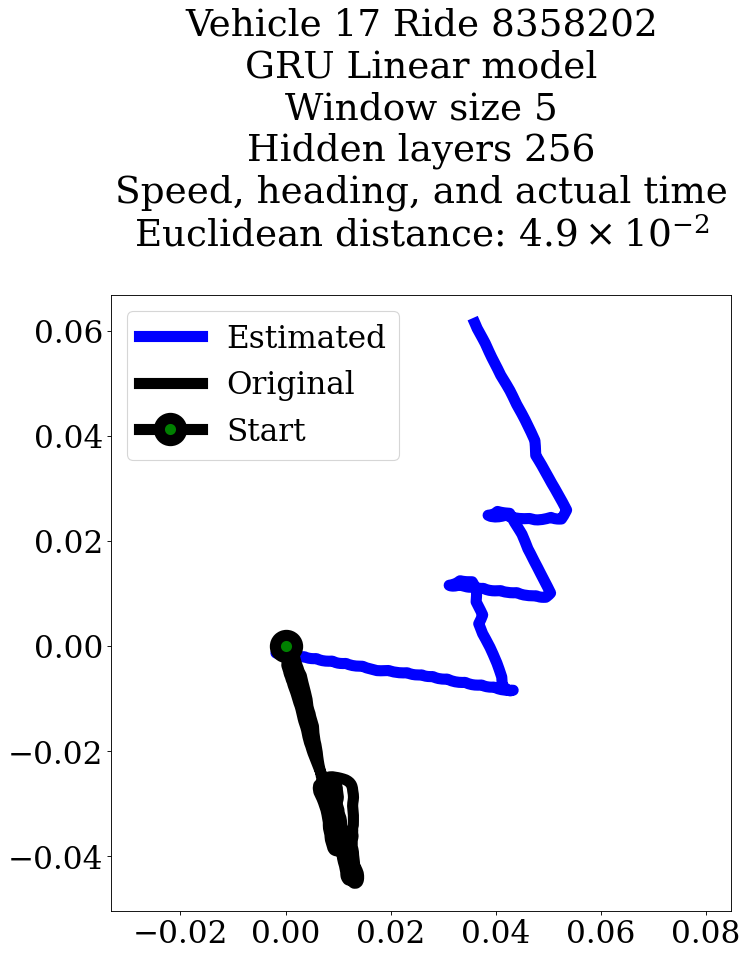 Vehicle 17 Ride 8358202
GRU Linear model
Window size 5
Hidden layers 256
Speed, heading, and actual time
Euclidean distance: 4.9 × 10⁻²
Estimated
Original
Start
0.06
0.04
0.02
0.00
−0.02
−0.04
−0.02 0.00 0.02 0.04 0.06 0.08